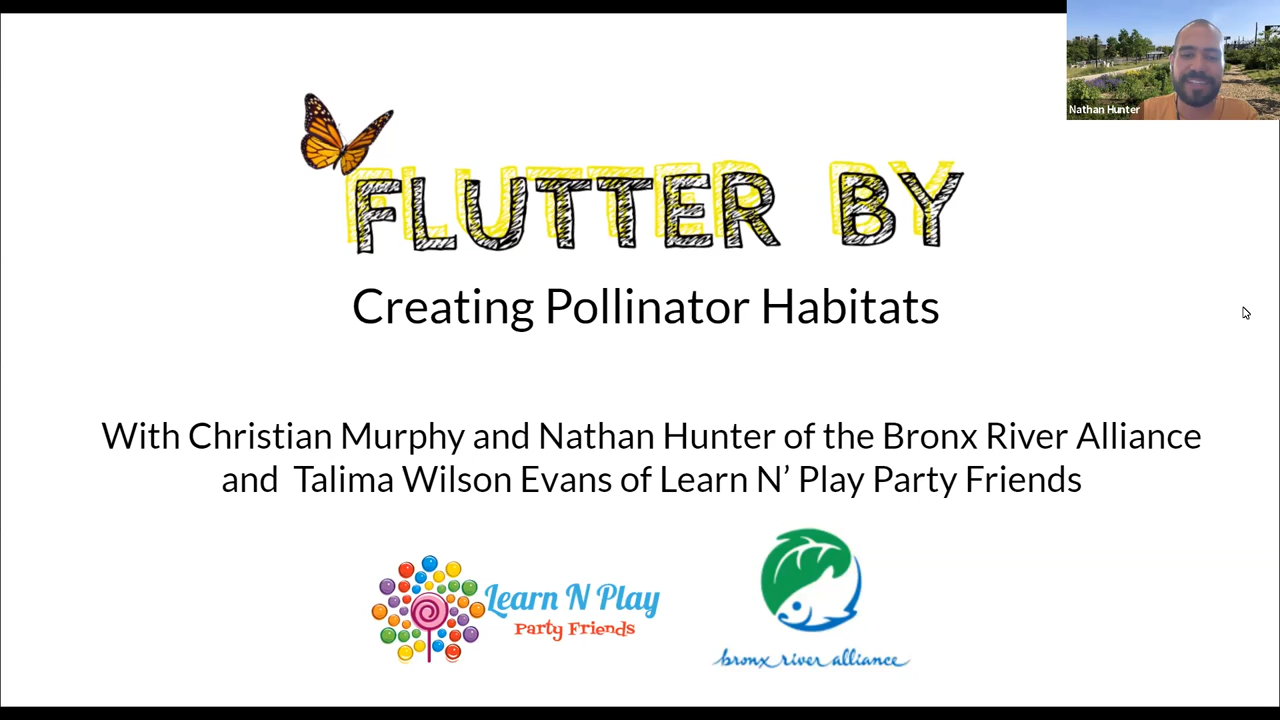 Nathan Hunter
FLUTTER BY
Creating Pollinator Habitats
With Christian Murphy and Nathan Hunter of the Bronx River Alliance
and Talima Wilson Evans of Learn N’ Play Party Friends
Learn N Play
Party Friends
bronx river alliance